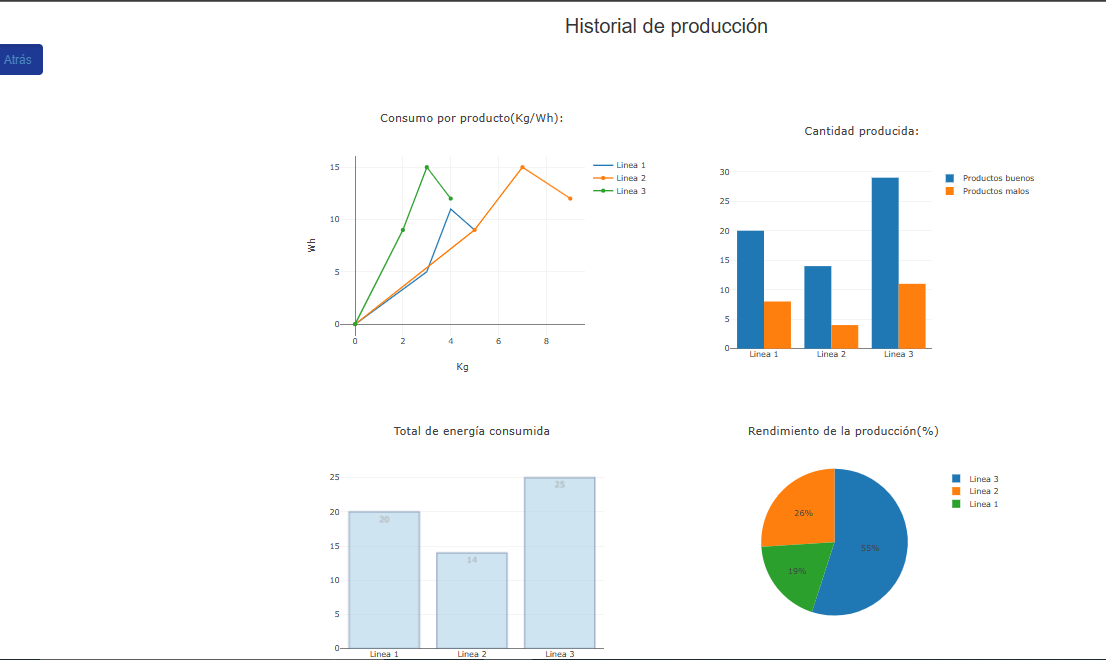 Historial de producción
Atrás
Consumo por producto(Kg/Wh):
15
10
5
0
Wh
0 2 4 6 8
Kg
Linea 1
Linea 2
Linea 3
Cantidad producida:
30
25
20
15
10
5
0
Linea 1 Linea 2 Linea 3
Productos buenos
Productos malos
Total de energía consumida
25
20
15
10
5
0
20
14
25
Linea 1 Linea 2 Linea 3
Rendimiento de la producción(%)
26%
55%
19%
Linea 3
Linea 2
Linea 1